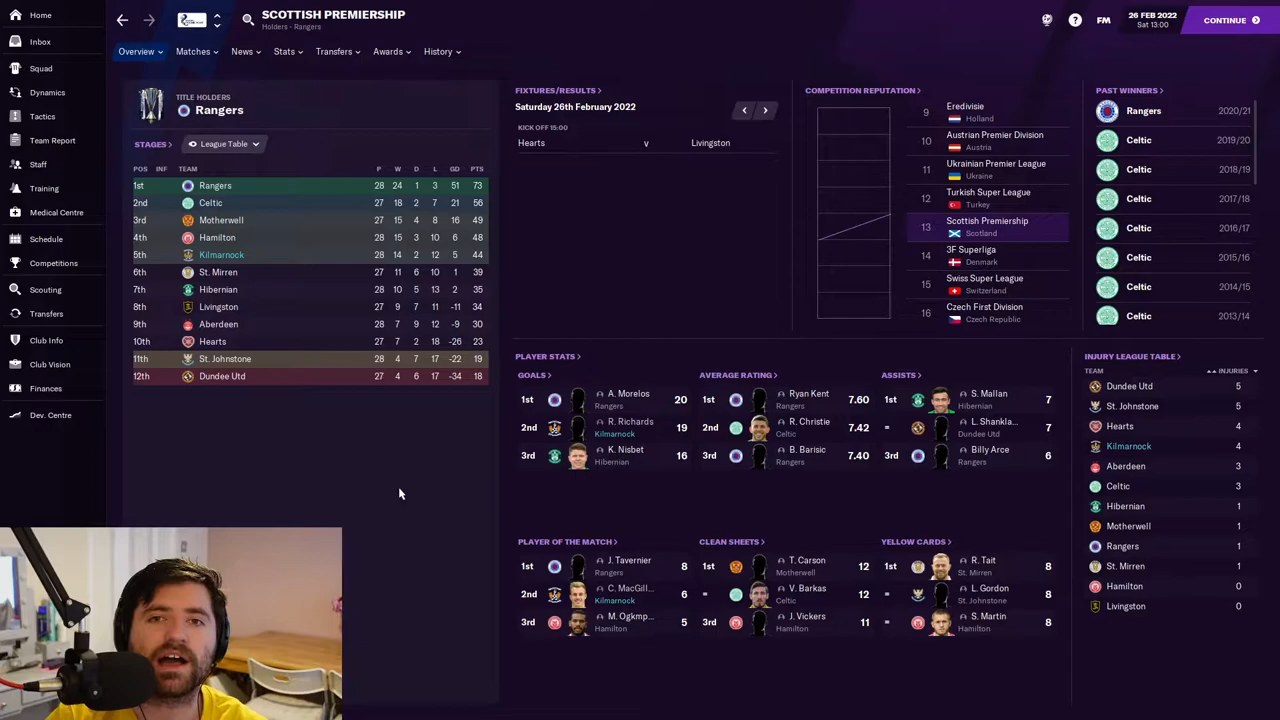 Home
Inbox
Squad
Dynamics
Tactics
Team Report
Staff
Training
Medical Centre
Schedule
Competitions
Scouting
Transfers
Club Info
Club Vision
Finances
Dev. Centre
SCOTTISH PREMIERSHIP
Holders - Rangers
FM
26 FEB 2022
Sat 13:00
CONTINUE
Overview
Matches
News
Stats
Transfers
Awards
History
TITLE HOLDERS
Rangers
STAGES
League Table
POS INF TEAM P W D L GD PTS
1st Rangers 28 24 1 3 51 73
2nd Celtic 27 18 2 7 21 56
3rd Motherwell 27 15 4 8 16 49
4th Hamilton 28 15 3 10 6 48
5th Kilmarnock 28 14 2 12 5 44
6th St. Mirren 27 11 6 10 1 39
7th Hibernian 28 10 5 13 2 35
8th Livingston 27 9 7 11 -11 34
9th Aberdeen 28 7 9 12 -9 30
10th Hearts 27 7 2 18 -26 23
11th St. Johnstone 28 4 7 17 -22 19
12th Dundee Utd 27 4 6 17 -34 18
FIXTURES/RESULTS
Saturday 26th February 2022
KICK OFF 15:00
Hearts v Livingston
COMPETITION REPUTATION
9 Eredivisie
Holland
10 Austrian Premier Division
Austria
11 Ukrainian Premier League
Ukraine
12 Turkish Super League
Turkey
13 Scottish Premiership
Scotland
14 3F Superliga
Denmark
15 Swiss Super League
Switzerland
16 Czech First Division
Czech Republic
PAST WINNERS
Rangers 2020/21
Celtic 2019/20
Celtic 2018/19
Celtic 2017/18
Celtic 2016/17
Celtic 2015/16
Celtic 2014/15
Celtic 2013/14
PLAYER STATS
GOALS
1st A. Morelos 20
Rangers
2nd R. Richards 19
Kilmarnock
3rd K. Nisbet 16
Hibernian
AVERAGE RATING
1st Ryan Kent 7.60
Rangers
2nd R. Christie 7.42
Celtic
3rd B. Barisic 7.40
Rangers
ASSISTS
1st S. Mallan 7
Hibernian
= L. Shankla... 7
Dundee Utd
3rd Billy Arce 6
Rangers
PLAYER OF THE MATCH
1st J. Tavernier 8
Rangers
2nd C. MacGill... 6
Kilmarnock
3rd M. Ogkmp... 5
Hamilton
CLEAN SHEETS
1st T. Carson 12
Motherwell
= V. Barkas 12
Celtic
3rd J. Vickers 11
Hamilton
YELLOW CARDS
1st R. Tait 8
St. Mirren
= L. Gordon 8
St. Johnstone
= S. Martin 8
Hamilton
INJURY LEAGUE TABLE
TEAM INJURIES
Dundee Utd 5
St. Johnstone 5
Hearts 4
Kilmarnock 4
Aberdeen 3
Celtic 3
Hibernian 1
Motherwell 1
Rangers 1
St. Mirren 1
Hamilton 0
Livingston 0